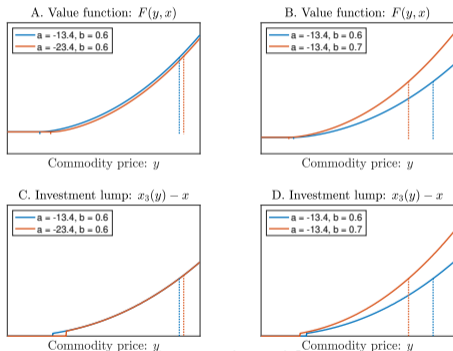 A. Value function: F(y, x)
a = -13.4, b = 0.6
a = -23.4, b = 0.6
Commodity price: y
B. Value function: F(y, x)
a = -13.4, b = 0.6
a = -13.4, b = 0.7
Commodity price: y
C. Investment lump: x₃(y) − x
a = -13.4, b = 0.6
a = -23.4, b = 0.6
Commodity price: y
D. Investment lump: x₃(y) − x
a = -13.4, b = 0.6
a = -13.4, b = 0.7
Commodity price: y